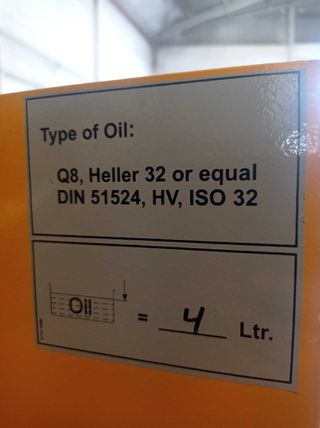 Type of Oil:
Q8, Heller 32 or equal
DIN 51524, HV, ISO 32
Oil = 4 Ltr.